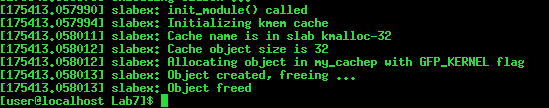 [175413.057990] slabex: init_module() called
[175413.057994] slabex: Initializing kmem cache
[175413.058011] slabex: Cache name is in slab kmalloc-32
[175413.058012] slabex: Cache object size is 32
[175413.058012] slabex: Allocating object in my_cachep with GFP_KERNEL flag
[175413.058013] slabex: Object created, freeing ...
[175413.058013] slabex: Object freed
[user@localhost Lab7]$